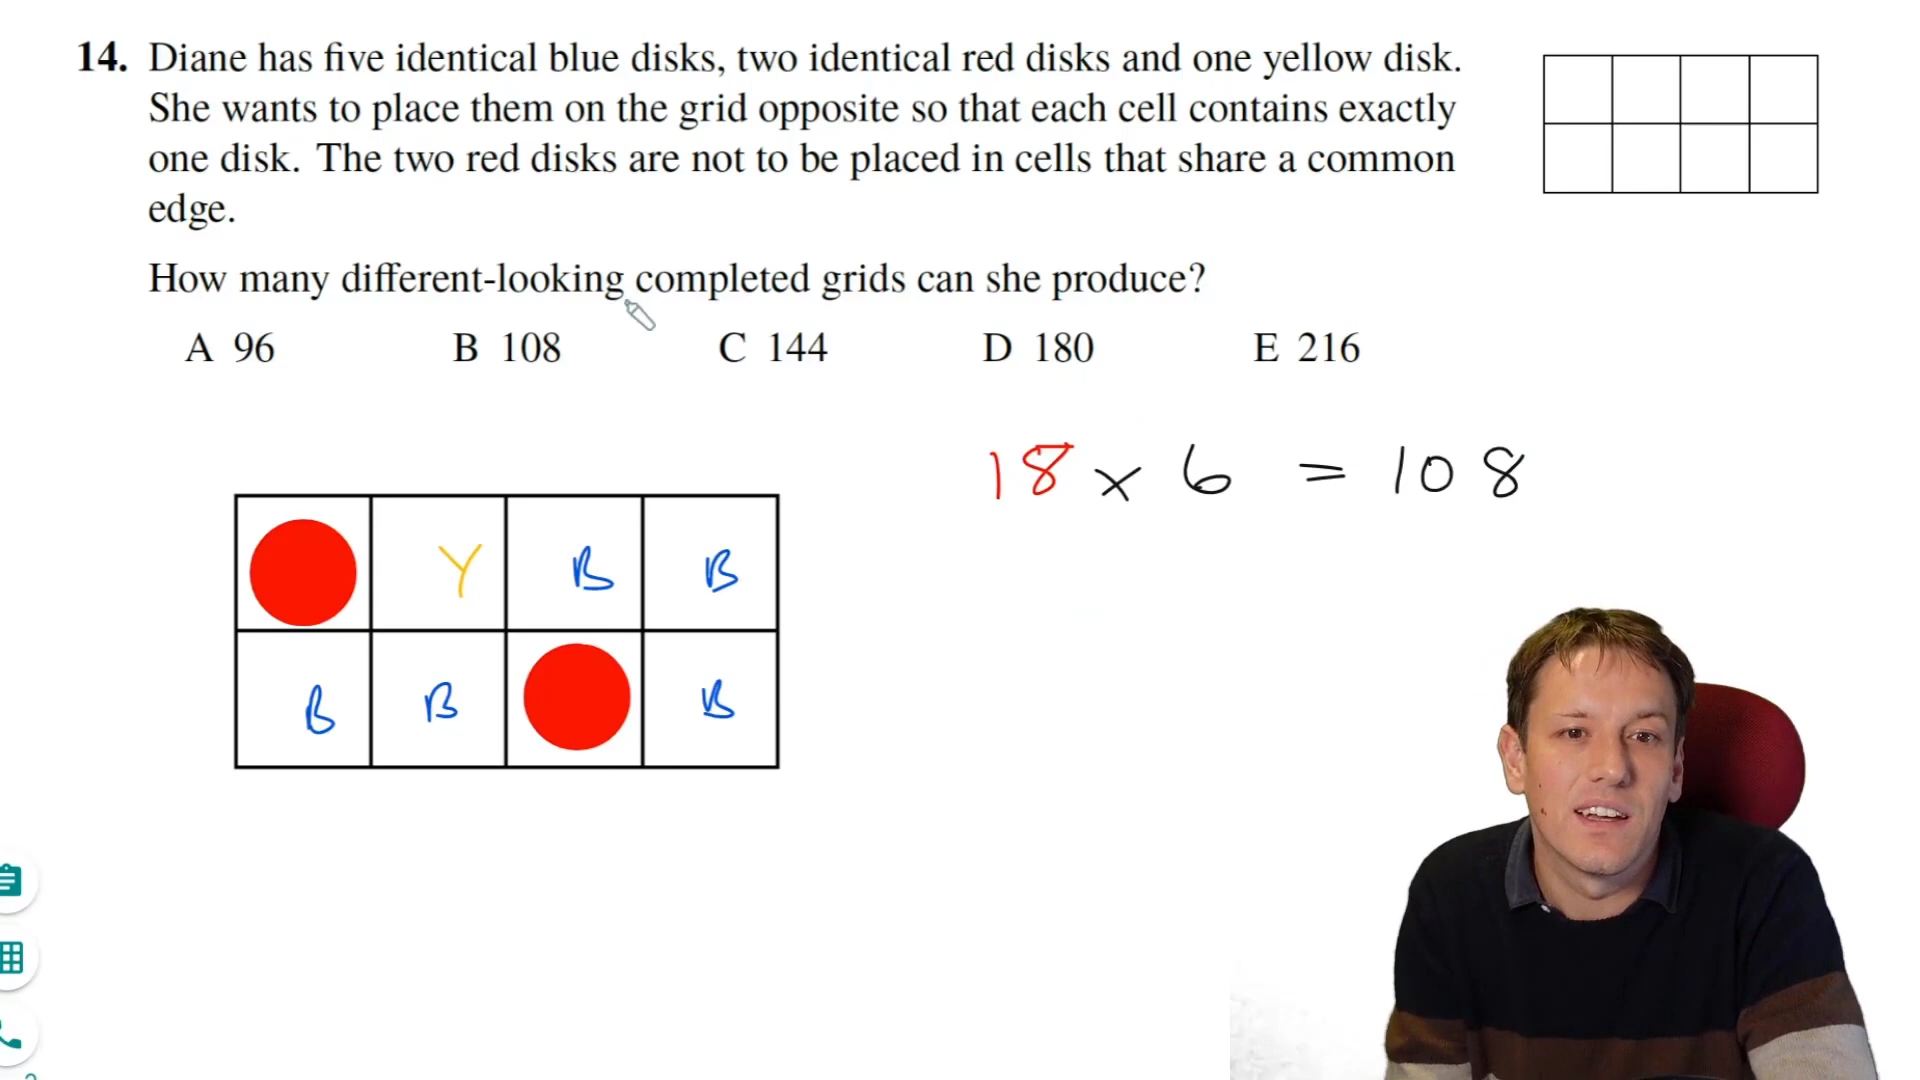 14. Diane has five identical blue disks, two identical red disks and one yellow disk.
She wants to place them on the grid opposite so that each cell contains exactly
one disk. The two red disks are not to be placed in cells that share a common
edge.
How many different-looking completed grids can she produce?
A 96 B 108 C 144 D 180 E 216
18 × 6 = 108
Y B B
B B B